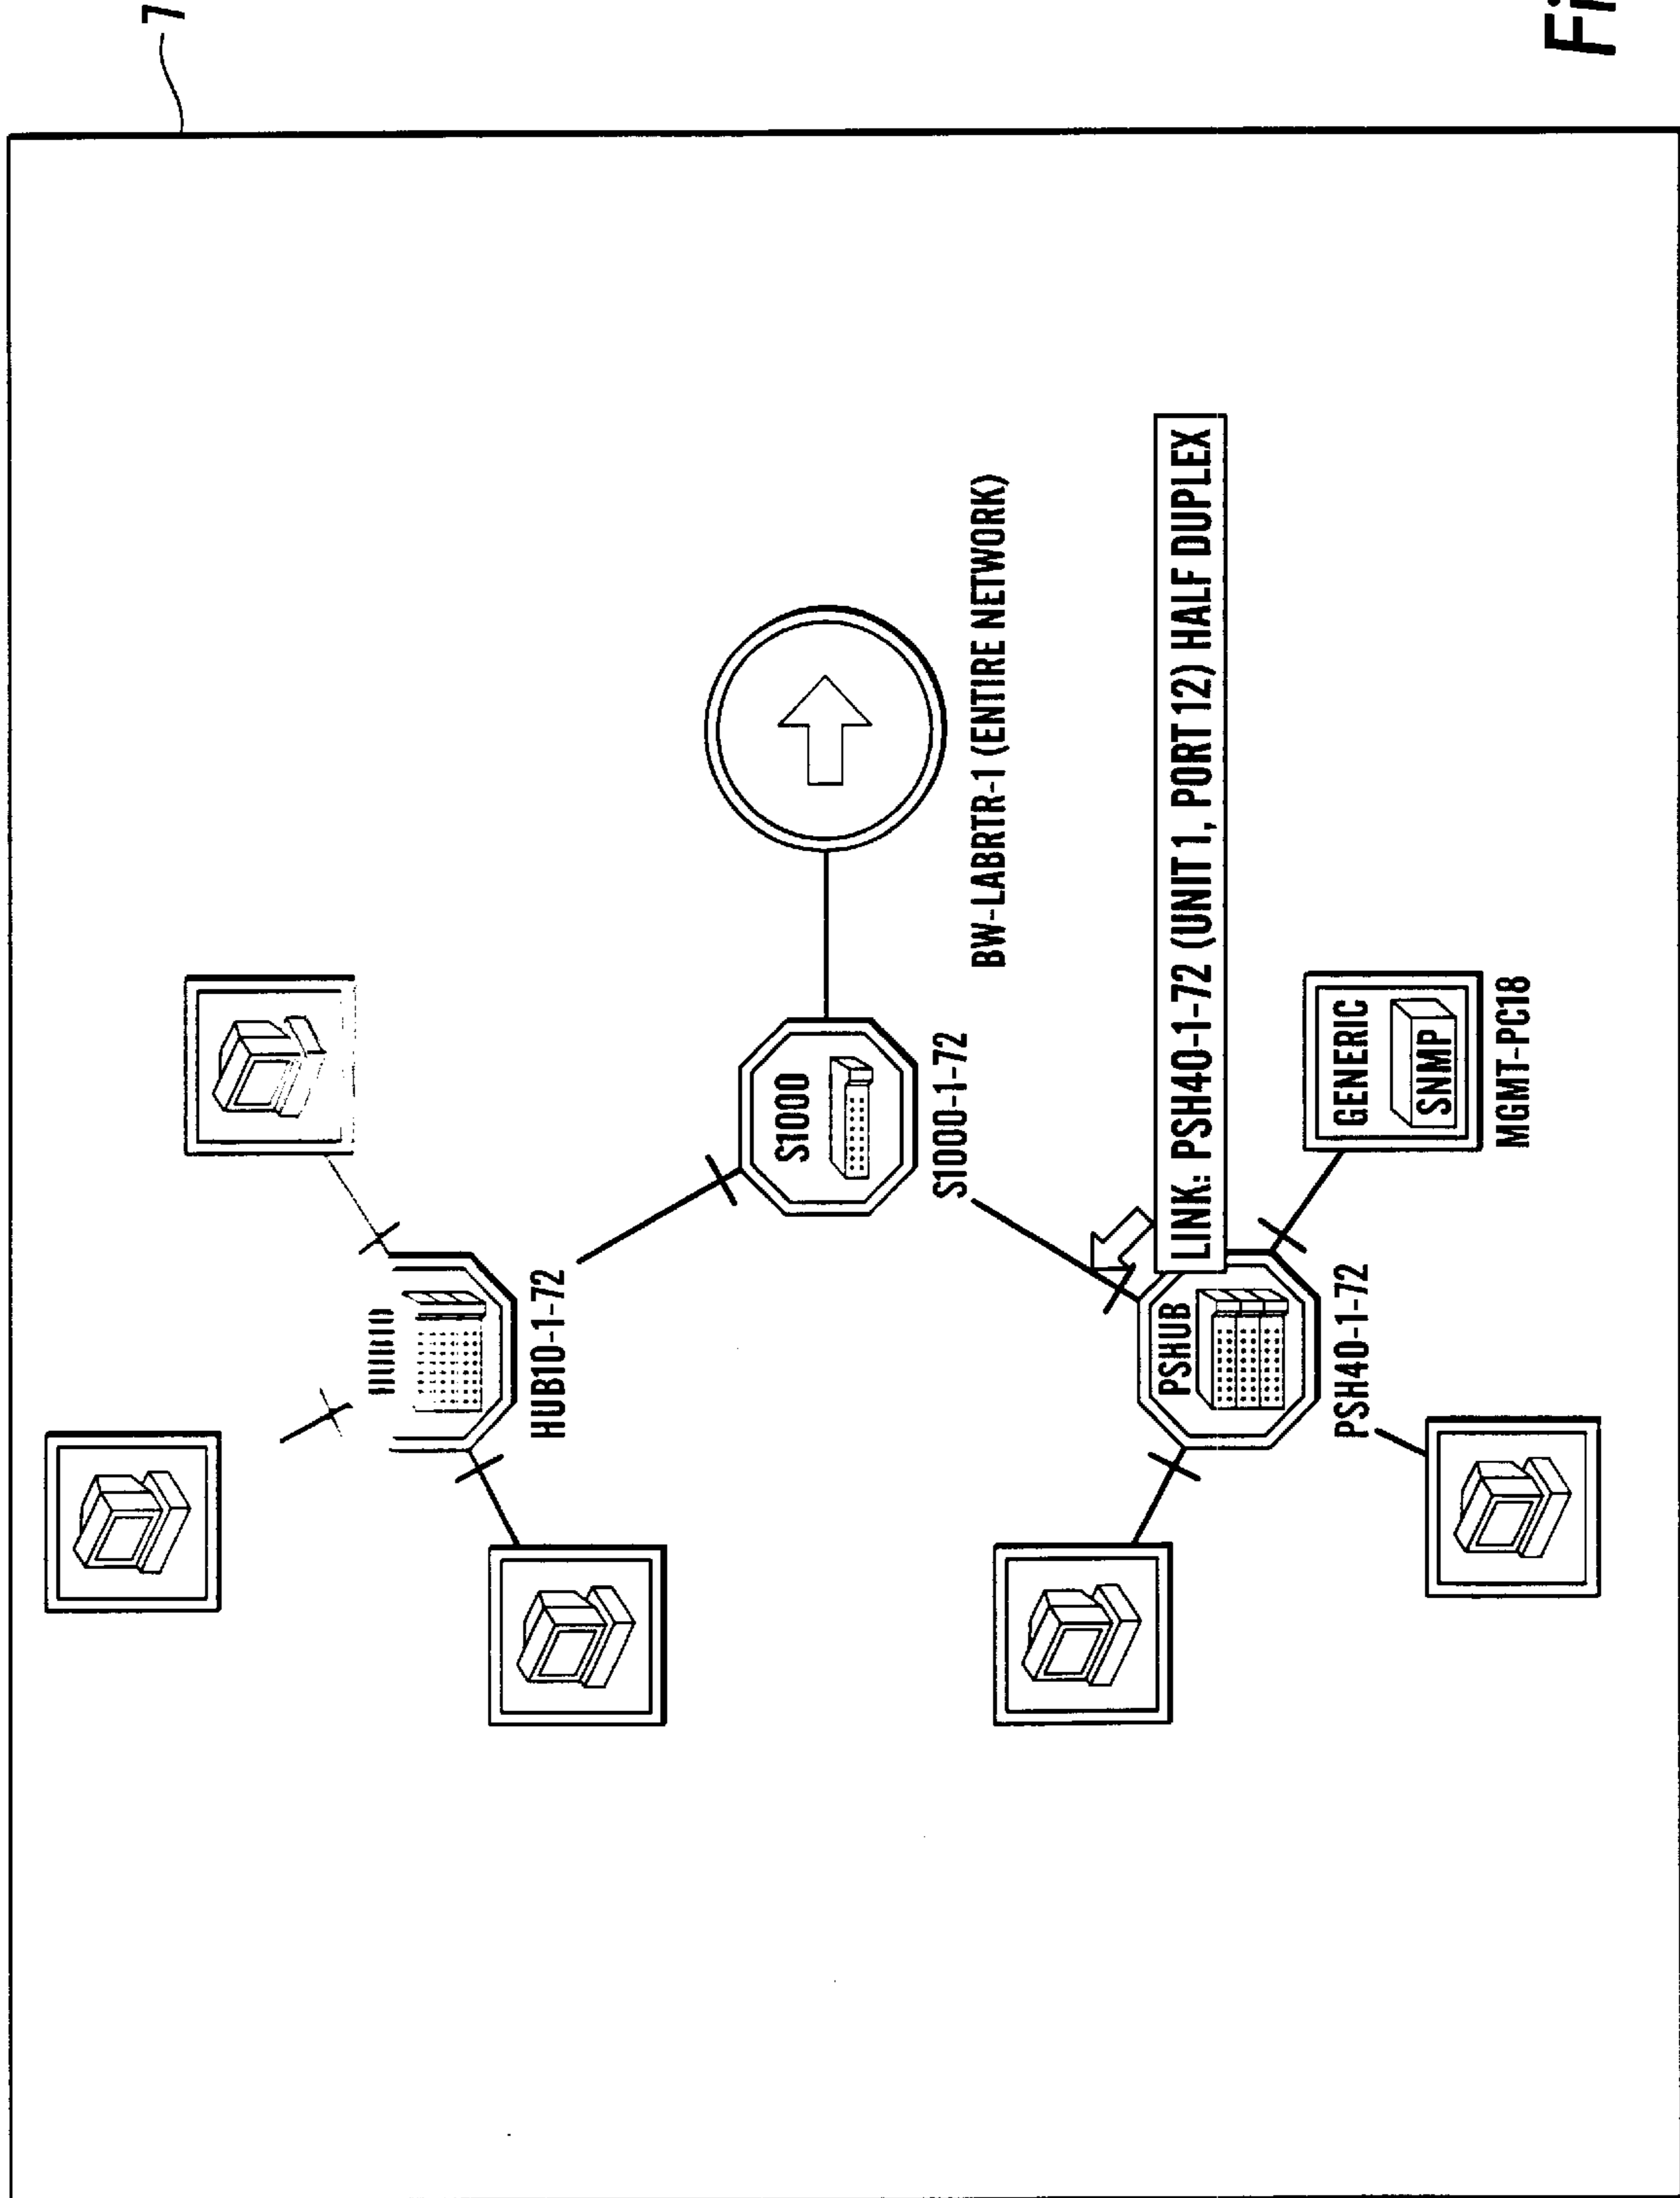 7
HUB10
HUB10-1-72
S1000
S1000-1-72
BW-LABRTR-1 (ENTIRE NETWORK)
LINK: PSH40-1-72 (UNIT 1, PORT 12) HALF DUPLEX
PSHUB
PSH40-1-72
GENERIC
SNMP
MGMT-PC18